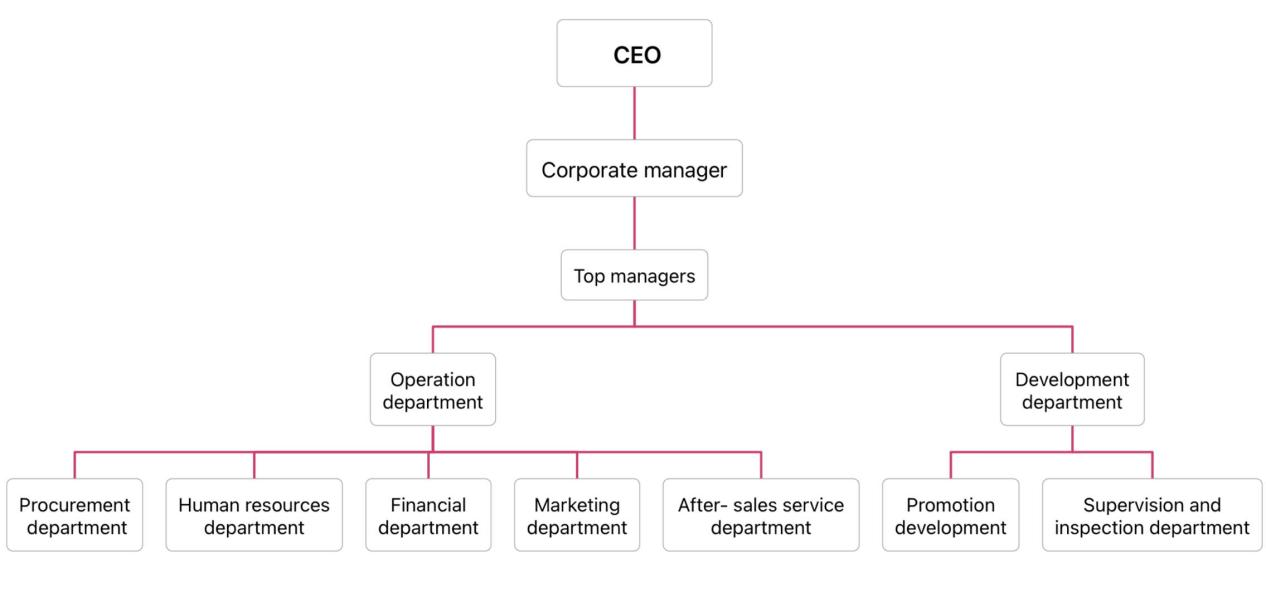 CEO
Corporate manager
Top managers
Operation
department
Development
department
Procurement
department
Human resources
department
Financial
department
Marketing
department
After- sales service
department
Promotion
development
Supervision and
inspection department